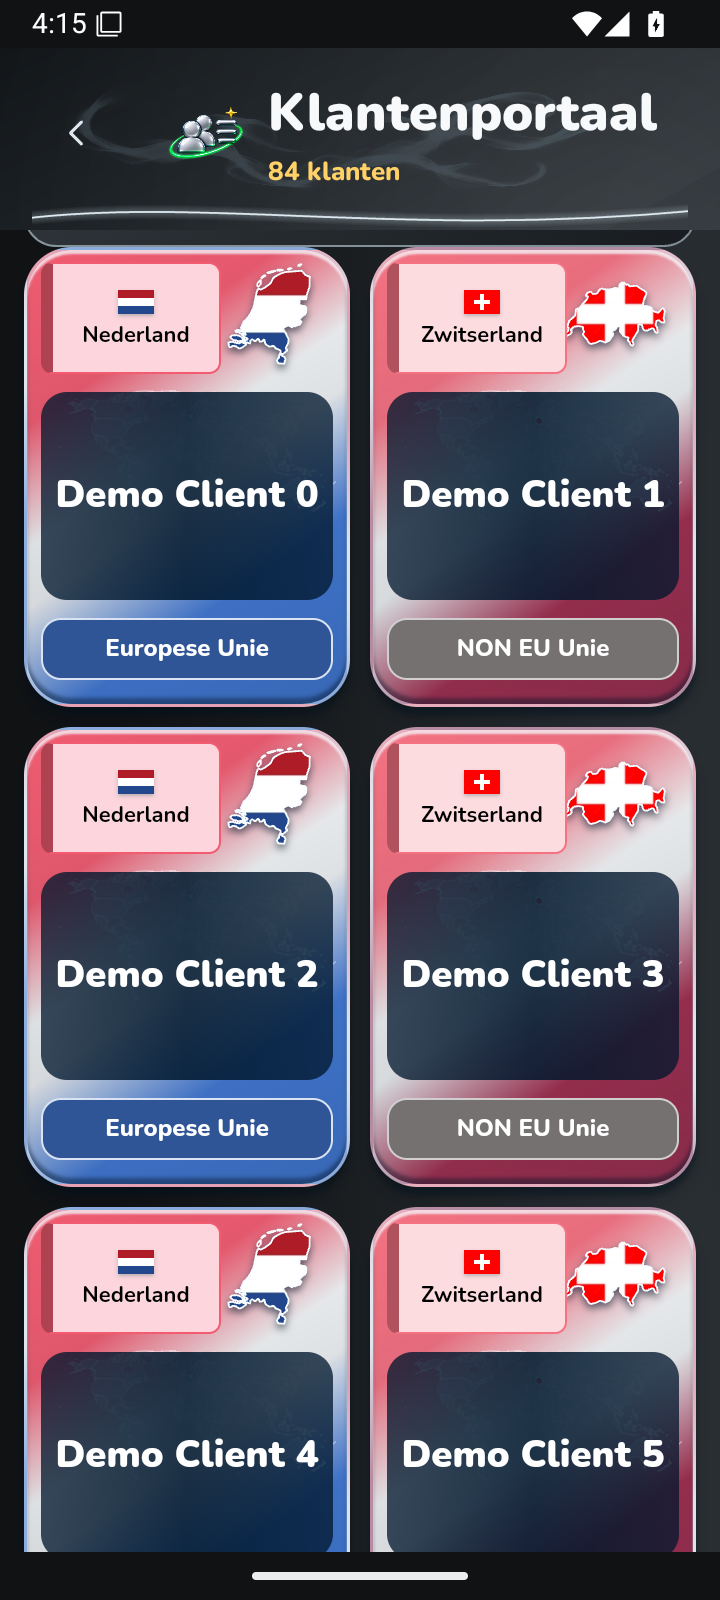 4:15
Klantenportaal
84 klanten
Nederland
Zwitserland
Demo Client 0
Demo Client 1
Europese Unie
NON EU Unie
Nederland
Zwitserland
Demo Client 2
Demo Client 3
Europese Unie
NON EU Unie
Nederland
Zwitserland
Demo Client 4
Demo Client 5